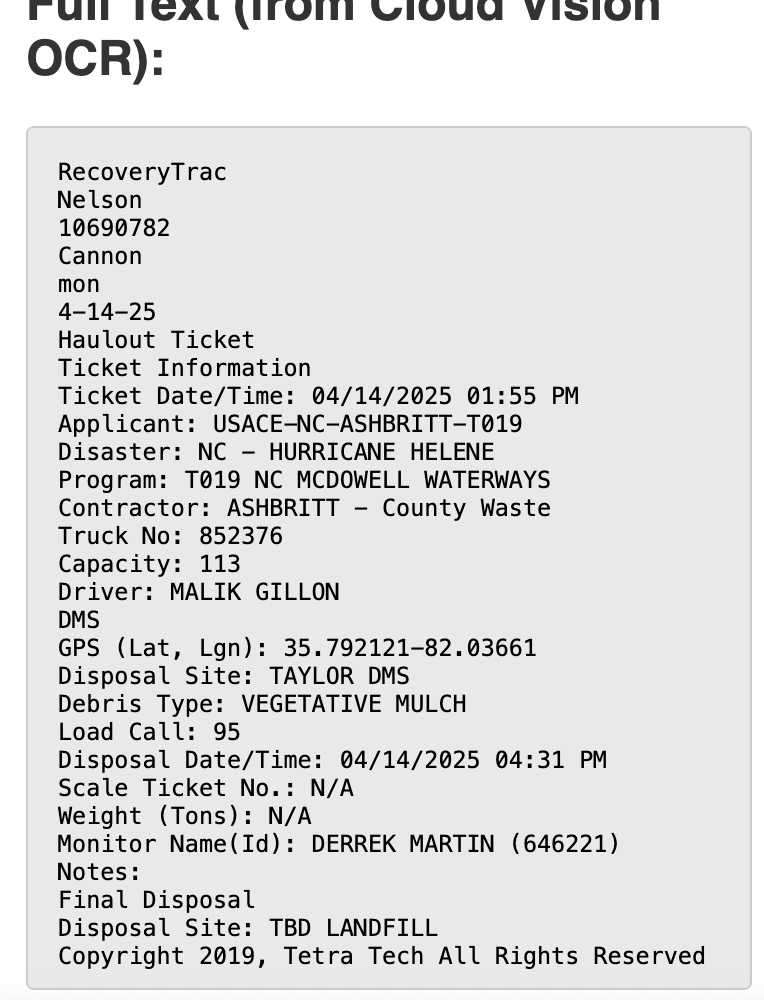 Full Text (from Cloud Vision
OCR):
RecoveryTrac
Nelson
10690782
Cannon
mon
4-14-25
Haulout Ticket
Ticket Information
Ticket Date/Time: 04/14/2025 01:55 PM
Applicant: USACE-NC-ASHBRITT-T019
Disaster: NC - HURRICANE HELENE
Program: T019 NC MCDOWELL WATERWAYS
Contractor: ASHBRITT - County Waste
Truck No: 852376
Capacity: 113
Driver: MALIK GILLON
DMS
GPS (Lat, Lgn): 35.792121-82.03661
Disposal Site: TAYLOR DMS
Debris Type: VEGETATIVE MULCH
Load Call: 95
Disposal Date/Time: 04/14/2025 04:31 PM
Scale Ticket No.: N/A
Weight (Tons): N/A
Monitor Name(Id): DERREK MARTIN (646221)
Notes:
Final Disposal
Disposal Site: TBD LANDFILL
Copyright 2019, Tetra Tech All Rights Reserved